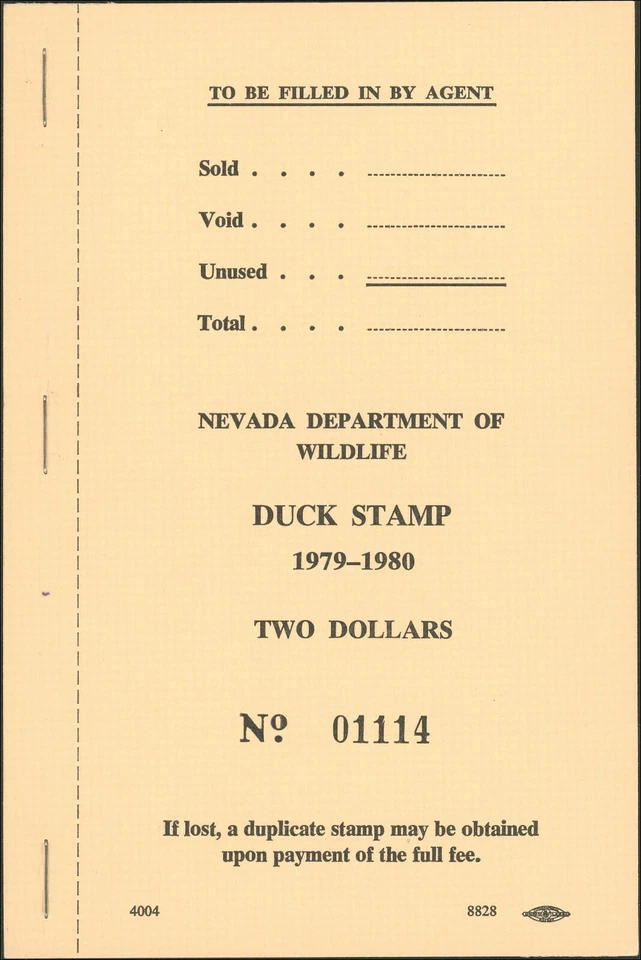 TO BE FILLED IN BY AGENT
Sold . . . . 
Void . . . . 
Unused . . . 
Total . . . . 
NEVADA DEPARTMENT OF
WILDLIFE
DUCK STAMP
1979–1980
TWO DOLLARS
Nº 01114
If lost, a duplicate stamp may be obtained
upon payment of the full fee.
4004 8828